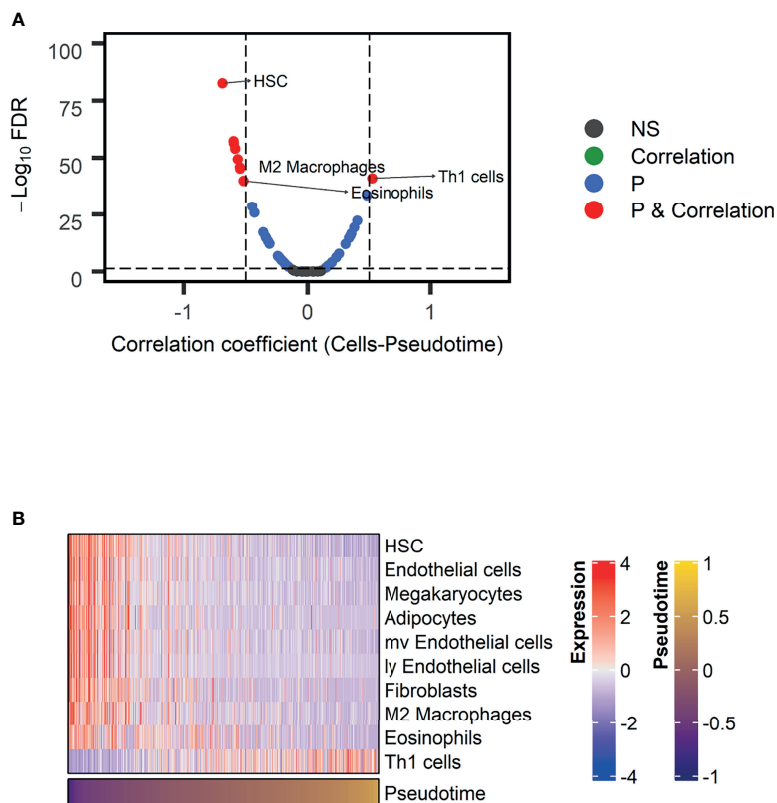 A
100
75
50
25
0
– Log10 FDR
HSC
M2 Macrophages
Eosinophils
Th1 cells
-1
0
1
Correlation coefficient (Cells-Pseudotime)
NS
Correlation
P
P & Correlation
B
HSC
Endothelial cells
Megakaryocytes
Adipocytes
mv Endothelial cells
ly Endothelial cells
Fibroblasts
M2 Macrophages
Eosinophils
Th1 cells
Pseudotime
Expression
4
2
0
-2
-4
Pseudotime
1
0.5
0
-0.5
-1